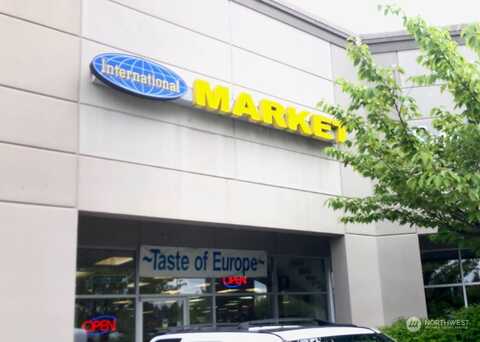 International
MARKET
~Taste of Europe~
OPEN
OPEN
NORTHWEST